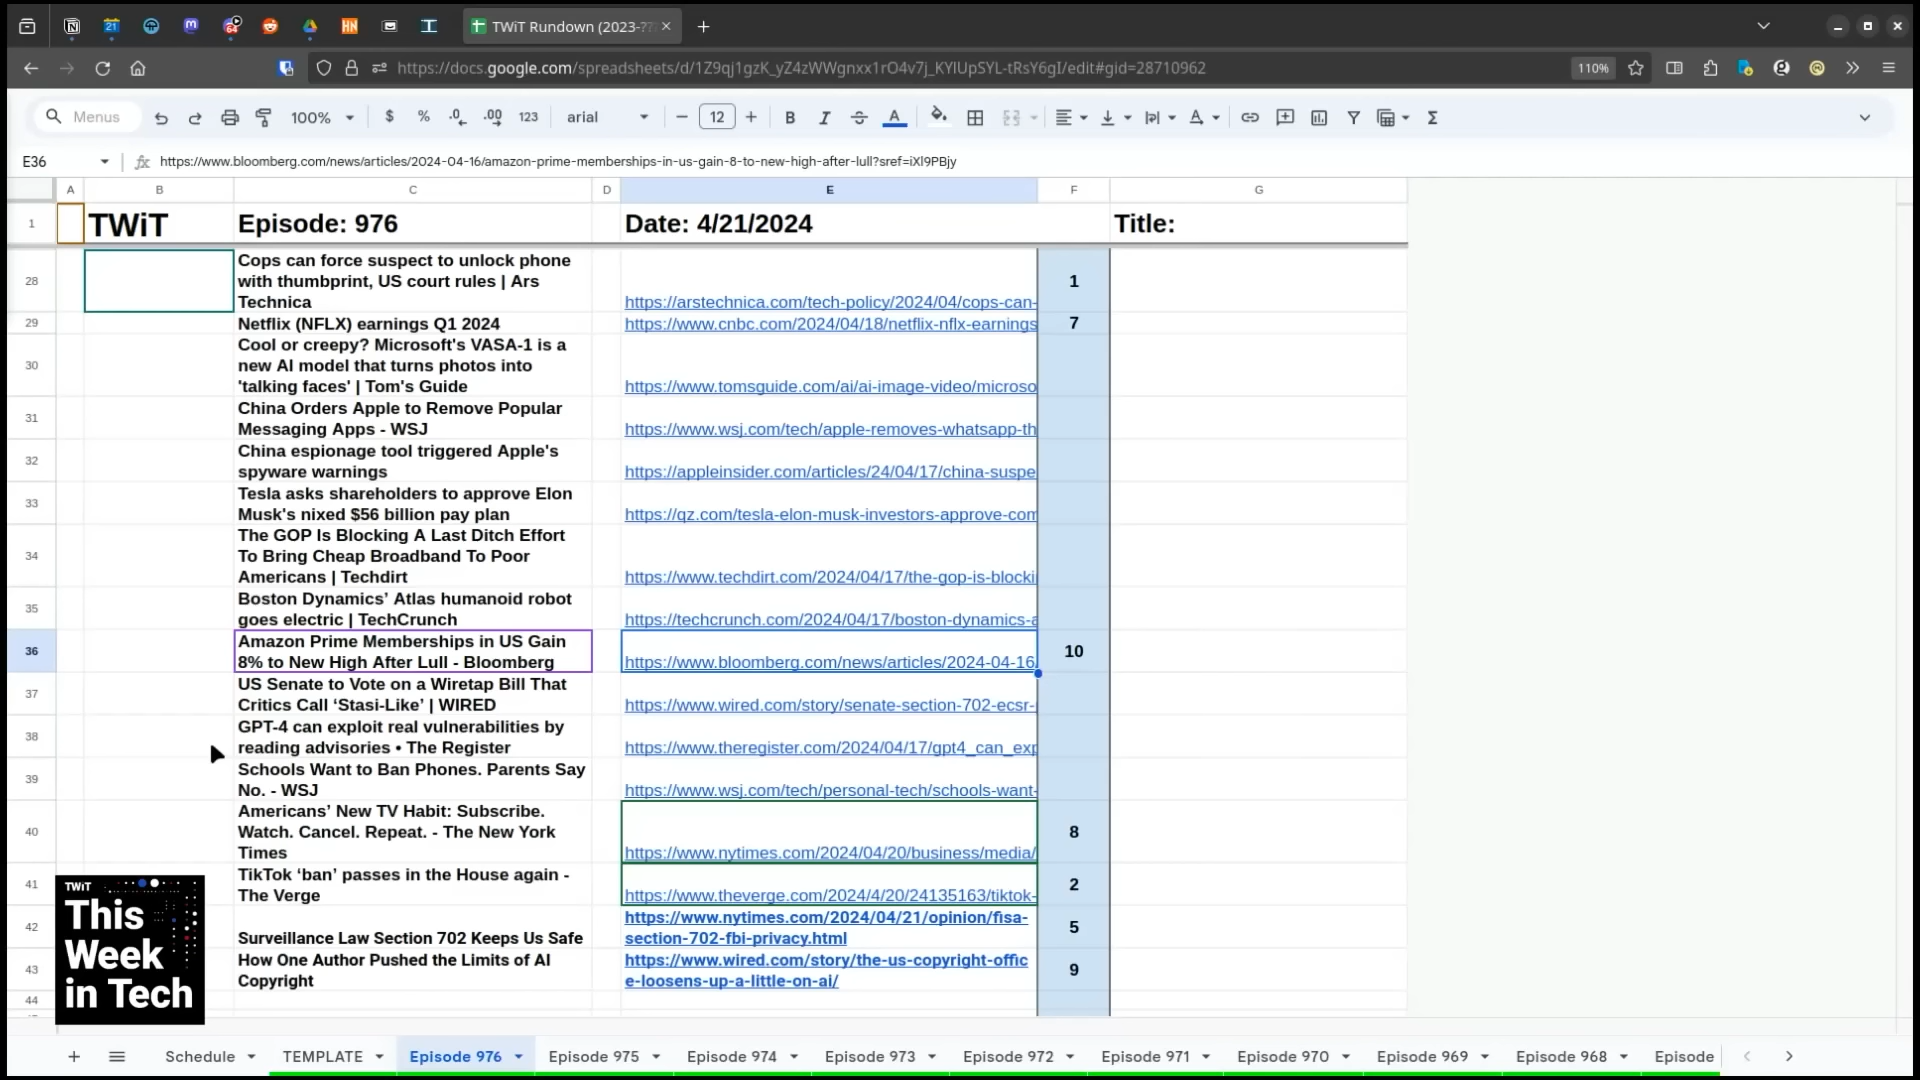 TWiT Rundown (2023-??
https://docs.google.com/spreadsheets/d/1Z9qj1gzK_yZ4zWWgnxx1rO4v7j_KYlUpSYL-tRsY6gI/edit#gid=28710962
110%
Menus
100%
$ % .0 .00 123
arial
12
E36
https://www.bloomberg.com/news/articles/2024-04-16/amazon-prime-memberships-in-us-gain-8-to-new-high-after-lull?sref=iXl9PBjy
A B C D E F G
1 TWiT Episode: 976 Date: 4/21/2024 Title:
28
Cops can force suspect to unlock phone
with thumbprint, US court rules | Ars
Technica
https://arstechnica.com/tech-policy/2024/04/cops-can-
1
29
Netflix (NFLX) earnings Q1 2024
https://www.cnbc.com/2024/04/18/netflix-nflx-earnings
7
30
Cool or creepy? Microsoft's VASA-1 is a
new AI model that turns photos into
'talking faces' | Tom's Guide
https://www.tomsguide.com/ai/ai-image-video/microso
31
China Orders Apple to Remove Popular
Messaging Apps - WSJ
https://www.wsj.com/tech/apple-removes-whatsapp-th
32
China espionage tool triggered Apple's
spyware warnings
https://appleinsider.com/articles/24/04/17/china-suspe
33
Tesla asks shareholders to approve Elon
Musk's nixed $56 billion pay plan
https://qz.com/tesla-elon-musk-investors-approve-com
34
The GOP Is Blocking A Last Ditch Effort
To Bring Cheap Broadband To Poor
Americans | Techdirt
https://www.techdirt.com/2024/04/17/the-gop-is-blocki
35
Boston Dynamics’ Atlas humanoid robot
goes electric | TechCrunch
https://techcrunch.com/2024/04/17/boston-dynamics-a
36
Amazon Prime Memberships in US Gain
8% to New High After Lull - Bloomberg
https://www.bloomberg.com/news/articles/2024-04-16
10
37
US Senate to Vote on a Wiretap Bill That
Critics Call ‘Stasi-Like’ | WIRED
https://www.wired.com/story/senate-section-702-ecsr-
38
GPT-4 can exploit real vulnerabilities by
reading advisories • The Register
https://www.theregister.com/2024/04/17/gpt4_can_exp
39
Schools Want to Ban Phones. Parents Say
No. - WSJ
https://www.wsj.com/tech/personal-tech/schools-want-
40
Americans’ New TV Habit: Subscribe.
Watch. Cancel. Repeat. - The New York
Times
https://www.nytimes.com/2024/04/20/business/media/
8
41
TikTok ‘ban’ passes in the House again -
The Verge
https://www.theverge.com/2024/4/20/24135163/tiktok-
2
42
Surveillance Law Section 702 Keeps Us Safe
https://www.nytimes.com/2024/04/21/opinion/fisa-
section-702-fbi-privacy.html
5
43
How One Author Pushed the Limits of AI
Copyright
https://www.wired.com/story/the-us-copyright-offic
e-loosens-up-a-little-on-ai/
9
44
TWiT
This
Week
in Tech
Schedule TEMPLATE Episode 976 Episode 975 Episode 974 Episode 973 Episode 972 Episode 971 Episode 970 Episode 969 Episode 968 Episode